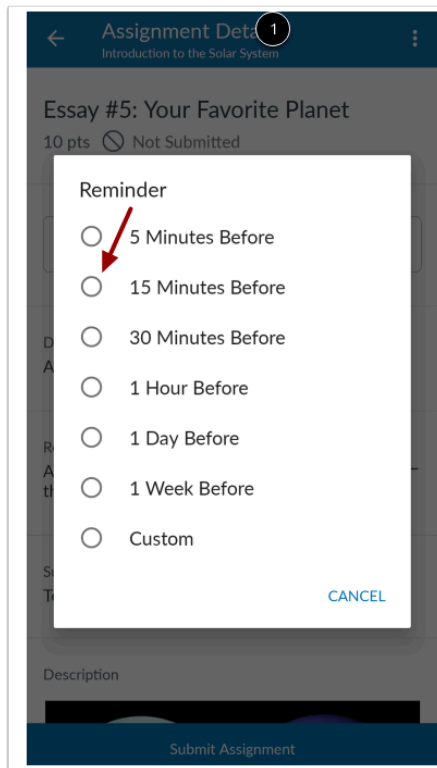 Assignment Deta
1
Introduction to the Solar System
Essay #5: Your Favorite Planet
10 pts Not Submitted
Reminder
5 Minutes Before
15 Minutes Before
30 Minutes Before
1 Hour Before
1 Day Before
1 Week Before
Custom
CANCEL
Description
Submit Assignment